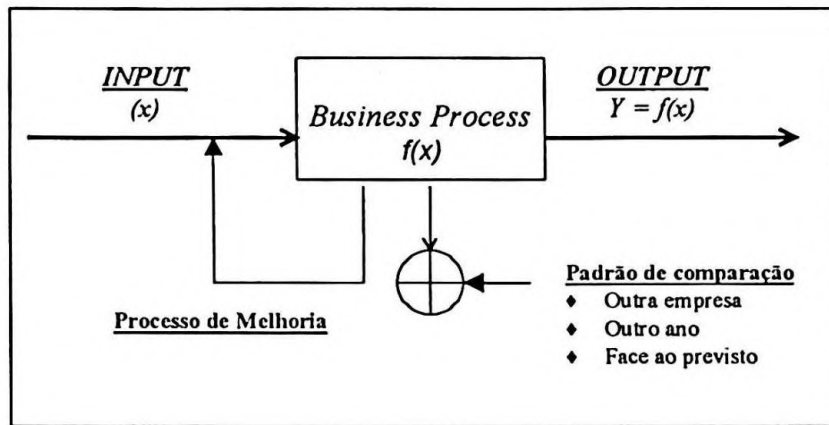 INPUT
(x)
Business Process
f(x)
OUTPUT
Y = f(x)
Processo de Melhoria
Padrão de comparação
♦ Outra empresa
♦ Outro ano
♦ Face ao previsto